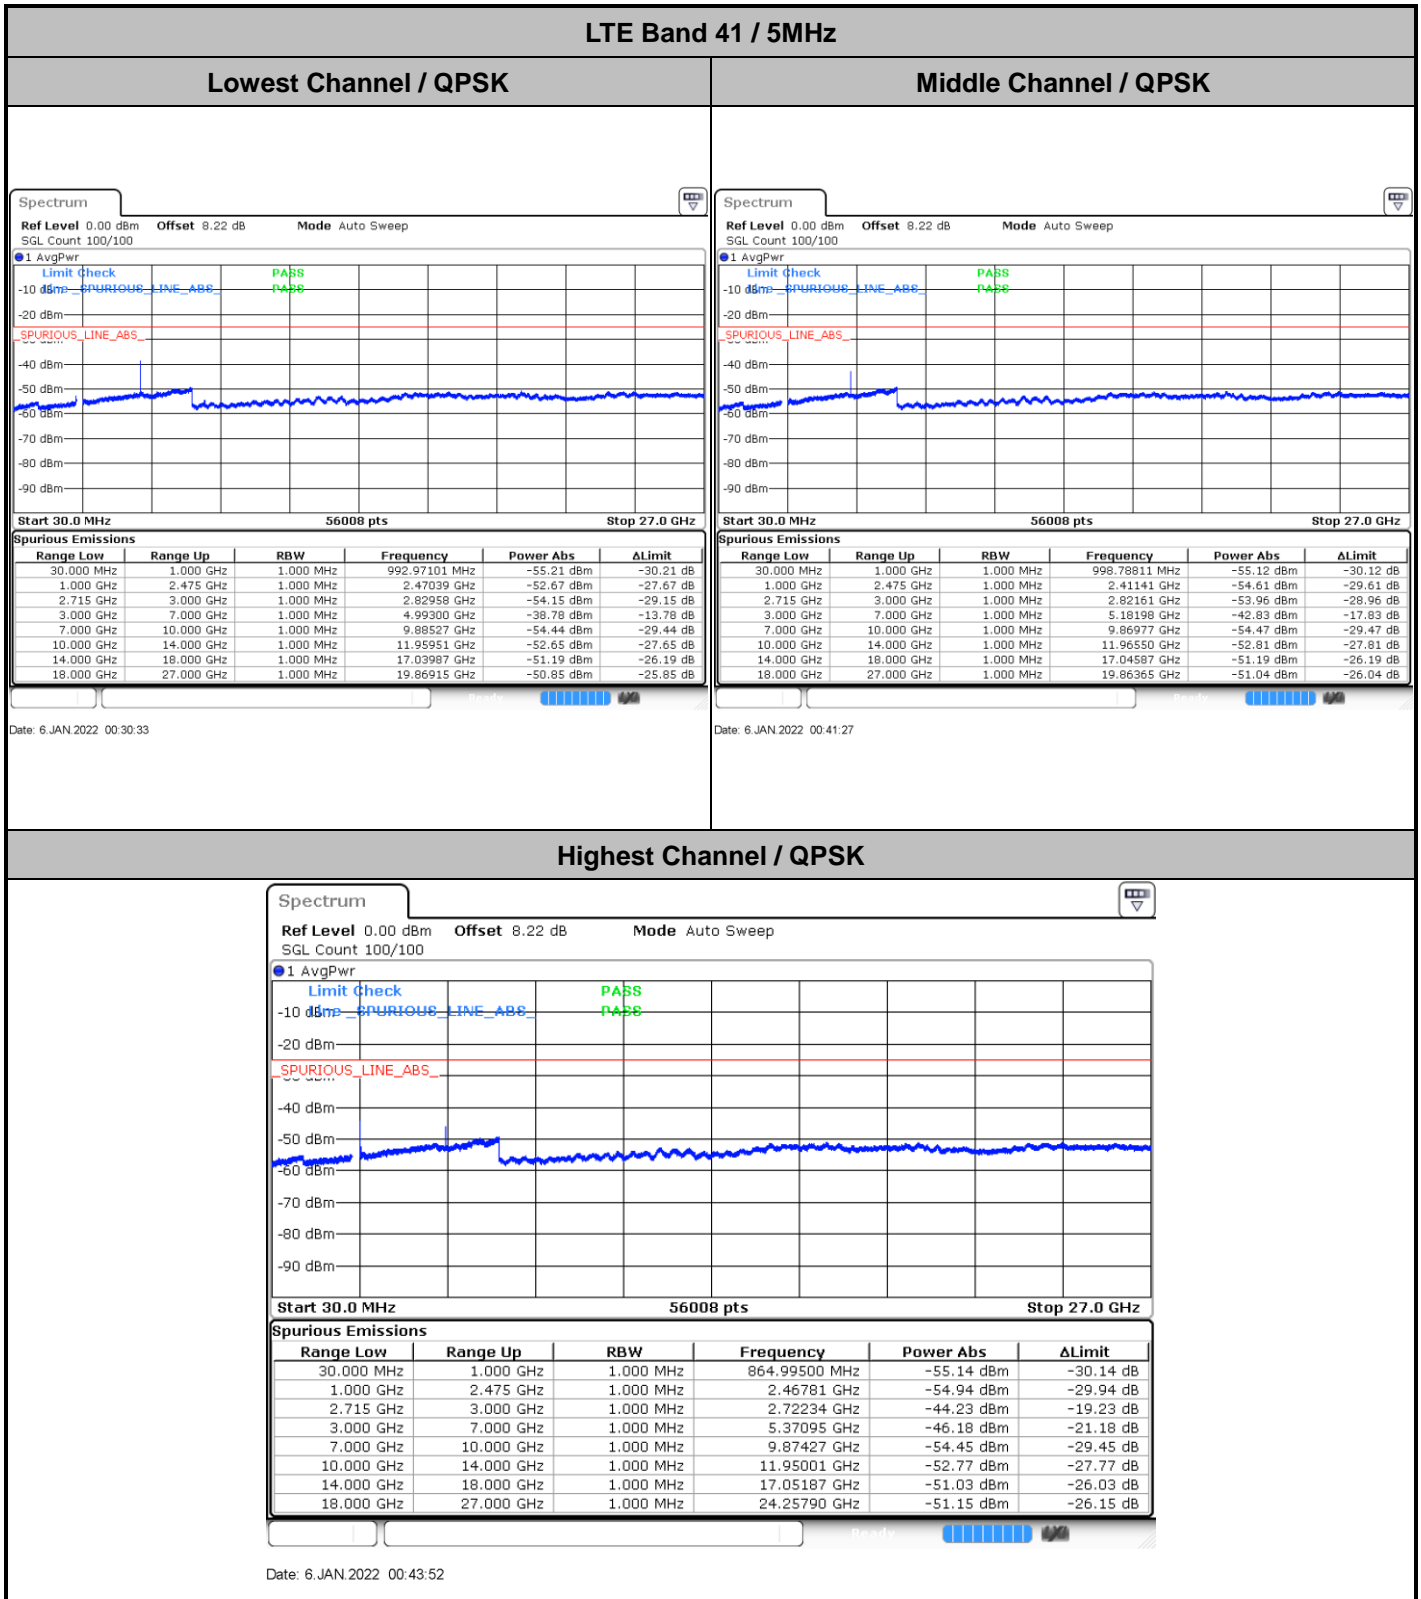 LTE Band 41 / 5MHz
Lowest Channel / QPSK
Middle Channel / QPSK
Spectrum
Ref Level 0.00 dBm Offset 8.22 dB Mode Auto Sweep
SGL Count 100/100
1 AvgPwr
Limit Check PASS
-10 dBm Line _SPURIOUS_LINE_ABS_ PASS
-20 dBm
_SPURIOUS_LINE_ABS_
-40 dBm
-50 dBm
-60 dBm
-70 dBm
-80 dBm
-90 dBm
Start 30.0 MHz 56008 pts Stop 27.0 GHz
Spurious Emissions
Range Low Range Up RBW Frequency Power Abs ΔLimit
30.000 MHz 1.000 GHz 1.000 MHz 992.97101 MHz -55.21 dBm -30.21 dB
1.000 GHz 2.475 GHz 1.000 MHz 2.47039 GHz -52.67 dBm -27.67 dB
2.715 GHz 3.000 GHz 1.000 MHz 2.82958 GHz -54.15 dBm -29.15 dB
3.000 GHz 7.000 GHz 1.000 MHz 4.99300 GHz -38.78 dBm -13.78 dB
7.000 GHz 10.000 GHz 1.000 MHz 9.88527 GHz -54.44 dBm -29.44 dB
10.000 GHz 14.000 GHz 1.000 MHz 11.95951 GHz -52.65 dBm -27.65 dB
14.000 GHz 18.000 GHz 1.000 MHz 17.03987 GHz -51.19 dBm -26.19 dB
18.000 GHz 27.000 GHz 1.000 MHz 19.86915 GHz -50.85 dBm -25.85 dB
Ready
Date: 6.JAN.2022 00:30:33
Spectrum
Ref Level 0.00 dBm Offset 8.22 dB Mode Auto Sweep
SGL Count 100/100
1 AvgPwr
Limit Check PASS
-10 dBm Line _SPURIOUS_LINE_ABS_ PASS
-20 dBm
_SPURIOUS_LINE_ABS_
-40 dBm
-50 dBm
-60 dBm
-70 dBm
-80 dBm
-90 dBm
Start 30.0 MHz 56008 pts Stop 27.0 GHz
Spurious Emissions
Range Low Range Up RBW Frequency Power Abs ΔLimit
30.000 MHz 1.000 GHz 1.000 MHz 998.78811 MHz -55.12 dBm -30.12 dB
1.000 GHz 2.475 GHz 1.000 MHz 2.41141 GHz -54.61 dBm -29.61 dB
2.715 GHz 3.000 GHz 1.000 MHz 2.82161 GHz -53.96 dBm -28.96 dB
3.000 GHz 7.000 GHz 1.000 MHz 5.18198 GHz -42.83 dBm -17.83 dB
7.000 GHz 10.000 GHz 1.000 MHz 9.86977 GHz -54.47 dBm -29.47 dB
10.000 GHz 14.000 GHz 1.000 MHz 11.96550 GHz -52.81 dBm -27.81 dB
14.000 GHz 18.000 GHz 1.000 MHz 17.04587 GHz -51.19 dBm -26.19 dB
18.000 GHz 27.000 GHz 1.000 MHz 19.86365 GHz -51.04 dBm -26.04 dB
Ready
Date: 6.JAN.2022 00:41:27
Highest Channel / QPSK
Spectrum
Ref Level 0.00 dBm Offset 8.22 dB Mode Auto Sweep
SGL Count 100/100
1 AvgPwr
Limit Check PASS
-10 dBm Line _SPURIOUS_LINE_ABS_ PASS
-20 dBm
_SPURIOUS_LINE_ABS_
-40 dBm
-50 dBm
-60 dBm
-70 dBm
-80 dBm
-90 dBm
Start 30.0 MHz 56008 pts Stop 27.0 GHz
Spurious Emissions
Range Low Range Up RBW Frequency Power Abs ΔLimit
30.000 MHz 1.000 GHz 1.000 MHz 864.99500 MHz -55.14 dBm -30.14 dB
1.000 GHz 2.475 GHz 1.000 MHz 2.46781 GHz -54.94 dBm -29.94 dB
2.715 GHz 3.000 GHz 1.000 MHz 2.72234 GHz -44.23 dBm -19.23 dB
3.000 GHz 7.000 GHz 1.000 MHz 5.37095 GHz -46.18 dBm -21.18 dB
7.000 GHz 10.000 GHz 1.000 MHz 9.87427 GHz -54.45 dBm -29.45 dB
10.000 GHz 14.000 GHz 1.000 MHz 11.95001 GHz -52.77 dBm -27.77 dB
14.000 GHz 18.000 GHz 1.000 MHz 17.05187 GHz -51.03 dBm -26.03 dB
18.000 GHz 27.000 GHz 1.000 MHz 24.25790 GHz -51.15 dBm -26.15 dB
Ready
Date: 6.JAN.2022 00:43:52